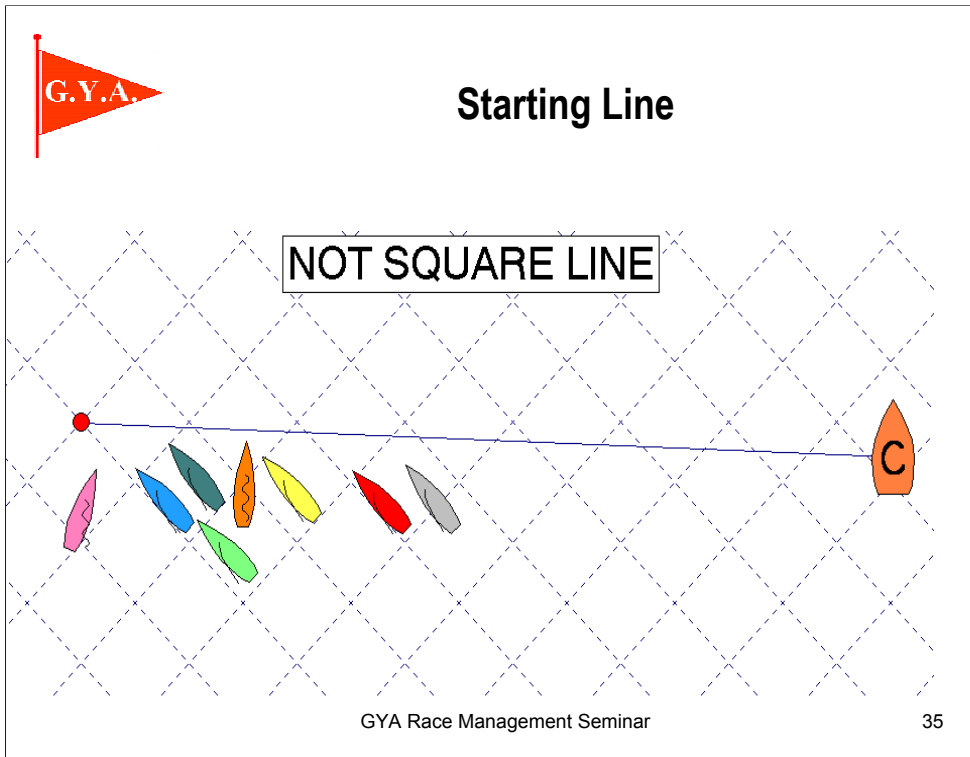 G.Y.A.
Starting Line
NOT SQUARE LINE
C
GYA Race Management Seminar
35